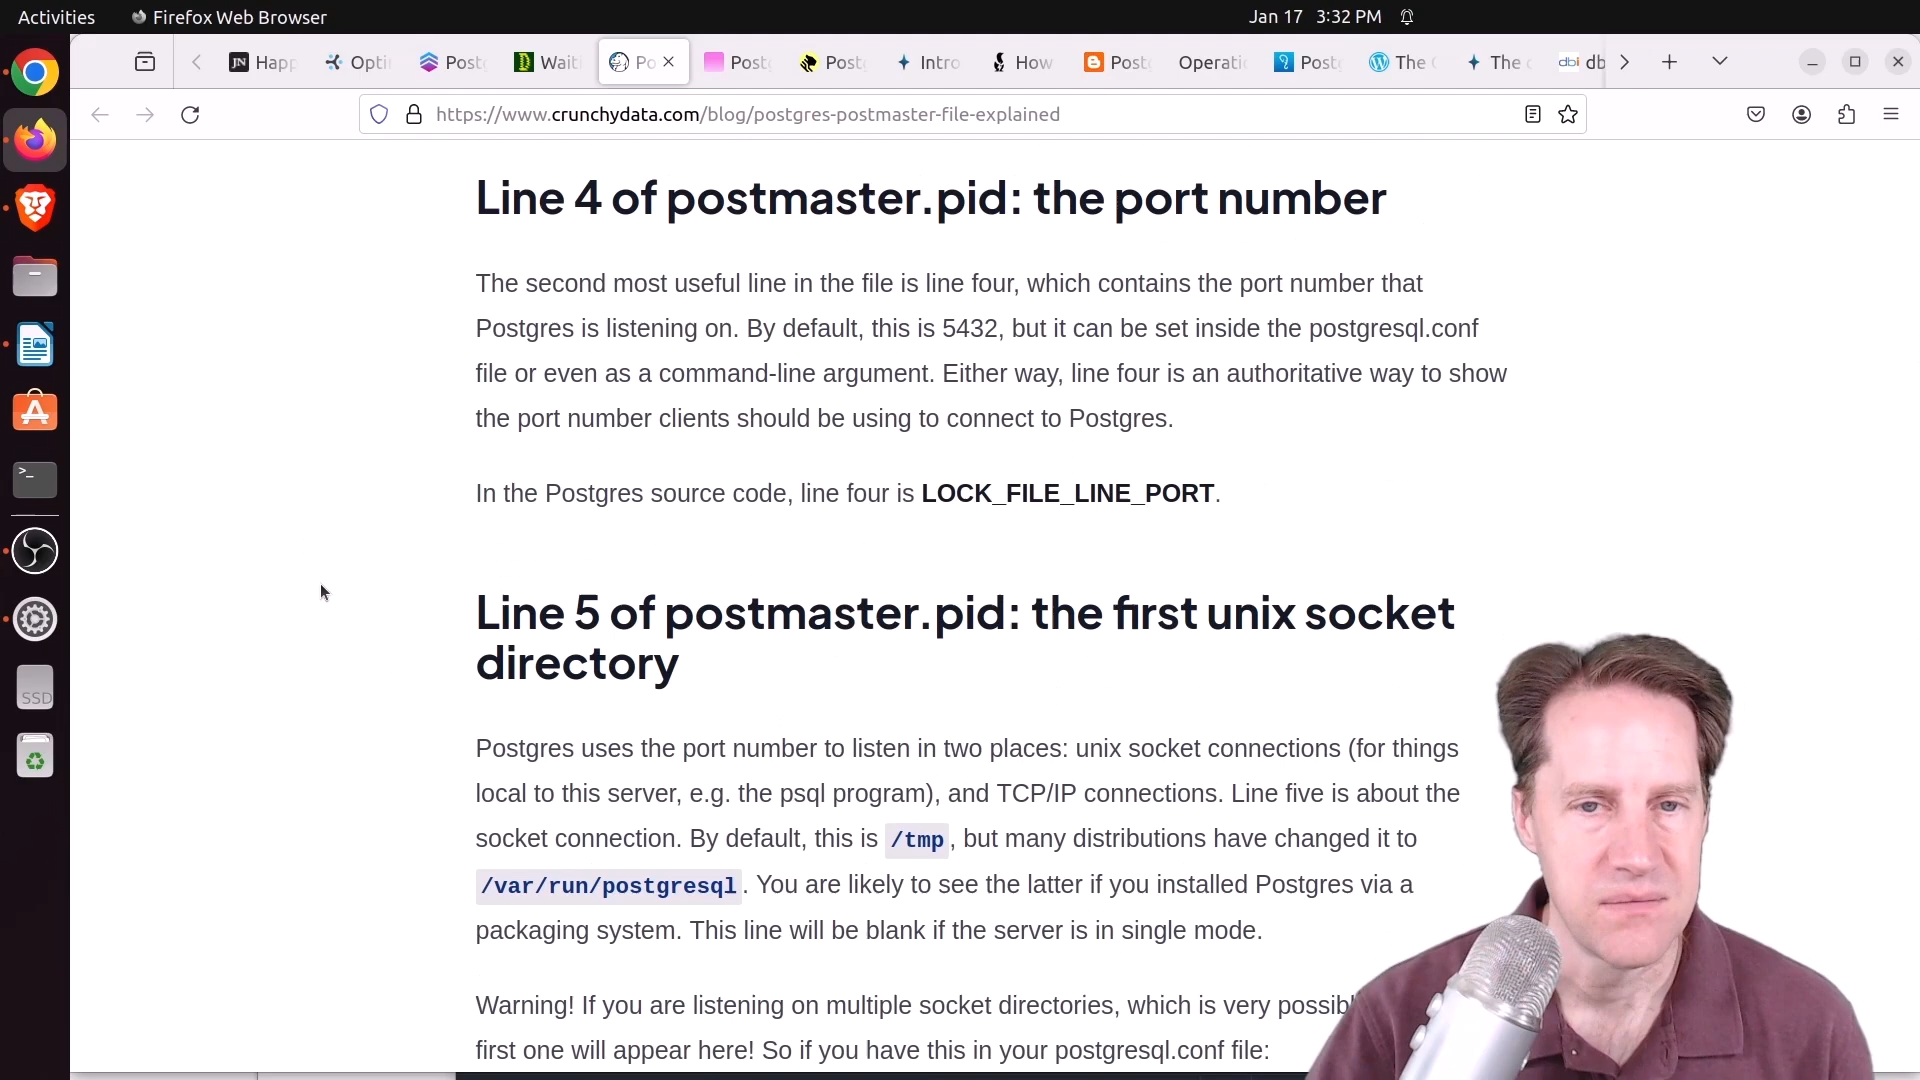 Activities
Firefox Web Browser
Jan 17 3:32 PM
JN Happ
Opti
Post
Wait
Po
Post
Post
Intro
How
Post
Operati
Post
The
The
dbi db
https://www.crunchydata.com/blog/postgres-postmaster-file-explained
Line 4 of postmaster.pid: the port number
The second most useful line in the file is line four, which contains the port number that
Postgres is listening on. By default, this is 5432, but it can be set inside the postgresql.conf
file or even as a command-line argument. Either way, line four is an authoritative way to show
the port number clients should be using to connect to Postgres.
In the Postgres source code, line four is LOCK_FILE_LINE_PORT.
Line 5 of postmaster.pid: the first unix socket
directory
Postgres uses the port number to listen in two places: unix socket connections (for things
local to this server, e.g. the psql program), and TCP/IP connections. Line five is about the
socket connection. By default, this is /tmp, but many distributions have changed it to
/var/run/postgresql. You are likely to see the latter if you installed Postgres via a
packaging system. This line will be blank if the server is in single mode.
Warning! If you are listening on multiple socket directories, which is very possib
first one will appear here! So if you have this in your postgresql.conf file:
SSD